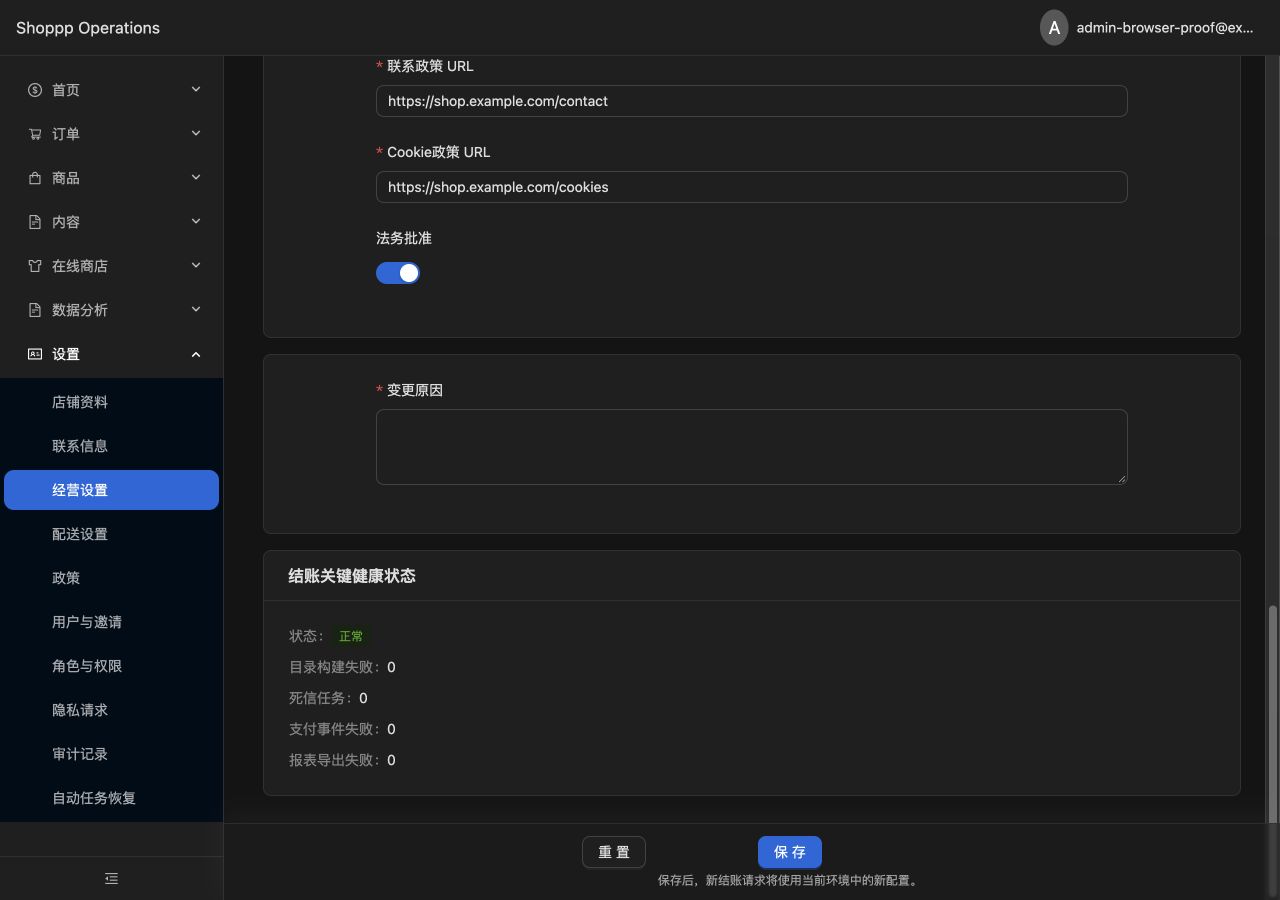 Shoppp Operations
A
admin-browser-proof@ex...
首页
订单
商品
内容
在线商店
数据分析
设置
店铺资料
联系信息
经营设置
配送设置
政策
用户与邀请
角色与权限
隐私请求
审计记录
自动任务恢复
* 联系政策 URL
https://shop.example.com/contact
* Cookie政策 URL
https://shop.example.com/cookies
法务批准
* 变更原因
结账关键健康状态
状态： 正常
目录构建失败：0
死信任务：0
支付事件失败：0
报表导出失败：0
重 置
保 存
保存后，新结账请求将使用当前环境中的新配置。